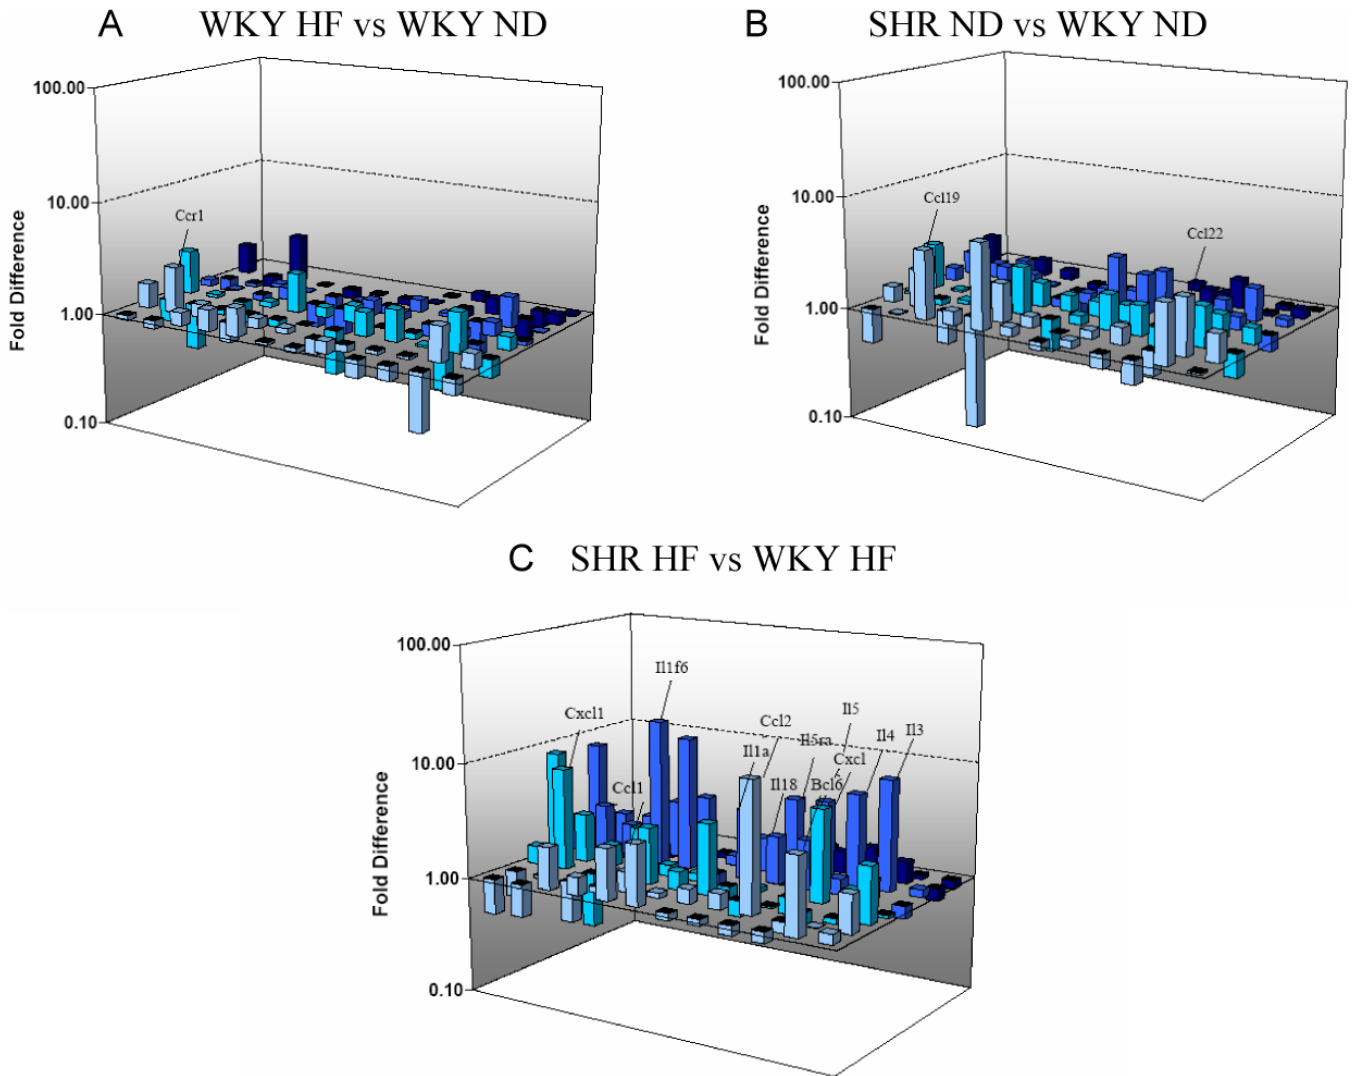 A WKY HF vs WKY ND
100.00
10.00
1.00
0.10
Fold Difference
Ccr1
B SHR ND vs WKY ND
100.00
10.00
1.00
0.10
Fold Difference
Ccl19
Ccl22
C SHR HF vs WKY HF
100.00
10.00
1.00
0.10
Fold Difference
Il1f6
Cxcl1
Ccl1
Ccl2
Il1a
Il5
Il5ra
Il4
Il3
Cxcl
Il18
Bcl6